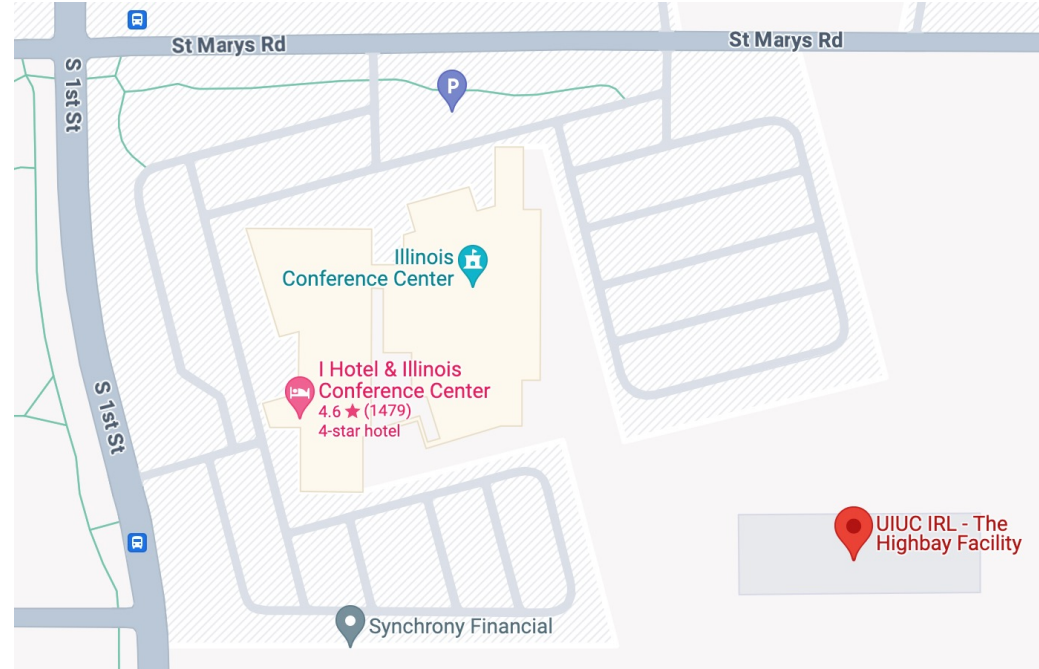 St Marys Rd
St Marys Rd
S 1st St
P
Illinois
Conference Center
I Hotel & Illinois
Conference Center
4.6 ★ (1479)
4-star hotel
S 1st St
UIUC IRL - The
Highbay Facility
Synchrony Financial